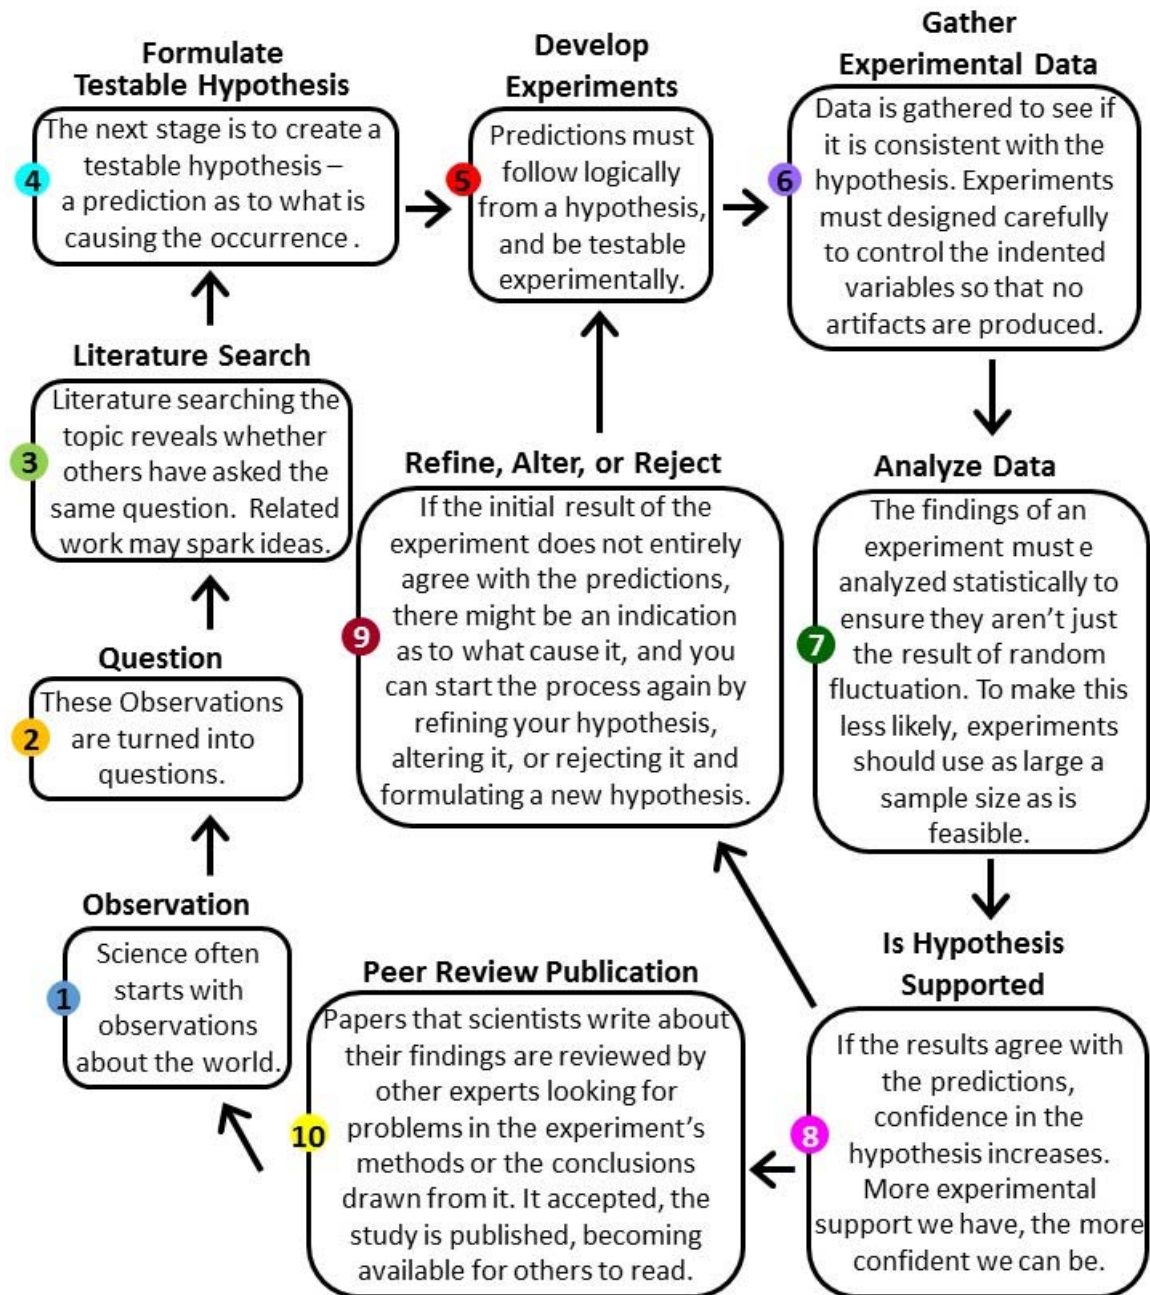 Formulate
Testable Hypothesis
4
The next stage is to create a
testable hypothesis –
a prediction as to what is
causing the occurrence .
Develop
Experiments
5
Predictions must
follow logically
from a hypothesis,
and be testable
experimentally.
Gather
Experimental Data
6
Data is gathered to see if
it is consistent with the
hypothesis. Experiments
must designed carefully
to control the indented
variables so that no
artifacts are produced.
Literature Search
3
Literature searching the
topic reveals whether
others have asked the
same question. Related
work may spark ideas.
Refine, Alter, or Reject
9
If the initial result of the
experiment does not entirely
agree with the predictions,
there might be an indication
as to what cause it, and you
can start the process again by
refining your hypothesis,
altering it, or rejecting it and
formulating a new hypothesis.
Analyze Data
7
The findings of an
experiment must e
analyzed statistically to
ensure they aren’t just
the result of random
fluctuation. To make this
less likely, experiments
should use as large a
sample size as is
feasible.
Question
2
These Observations
are turned into
questions.
Observation
1
Science often
starts with
observations
about the world.
Peer Review Publication
10
Papers that scientists write about
their findings are reviewed by
other experts looking for
problems in the experiment’s
methods or the conclusions
drawn from it. It accepted, the
study is published, becoming
available for others to read.
Is Hypothesis
Supported
8
If the results agree with
the predictions,
confidence in the
hypothesis increases.
More experimental
support we have, the more
confident we can be.